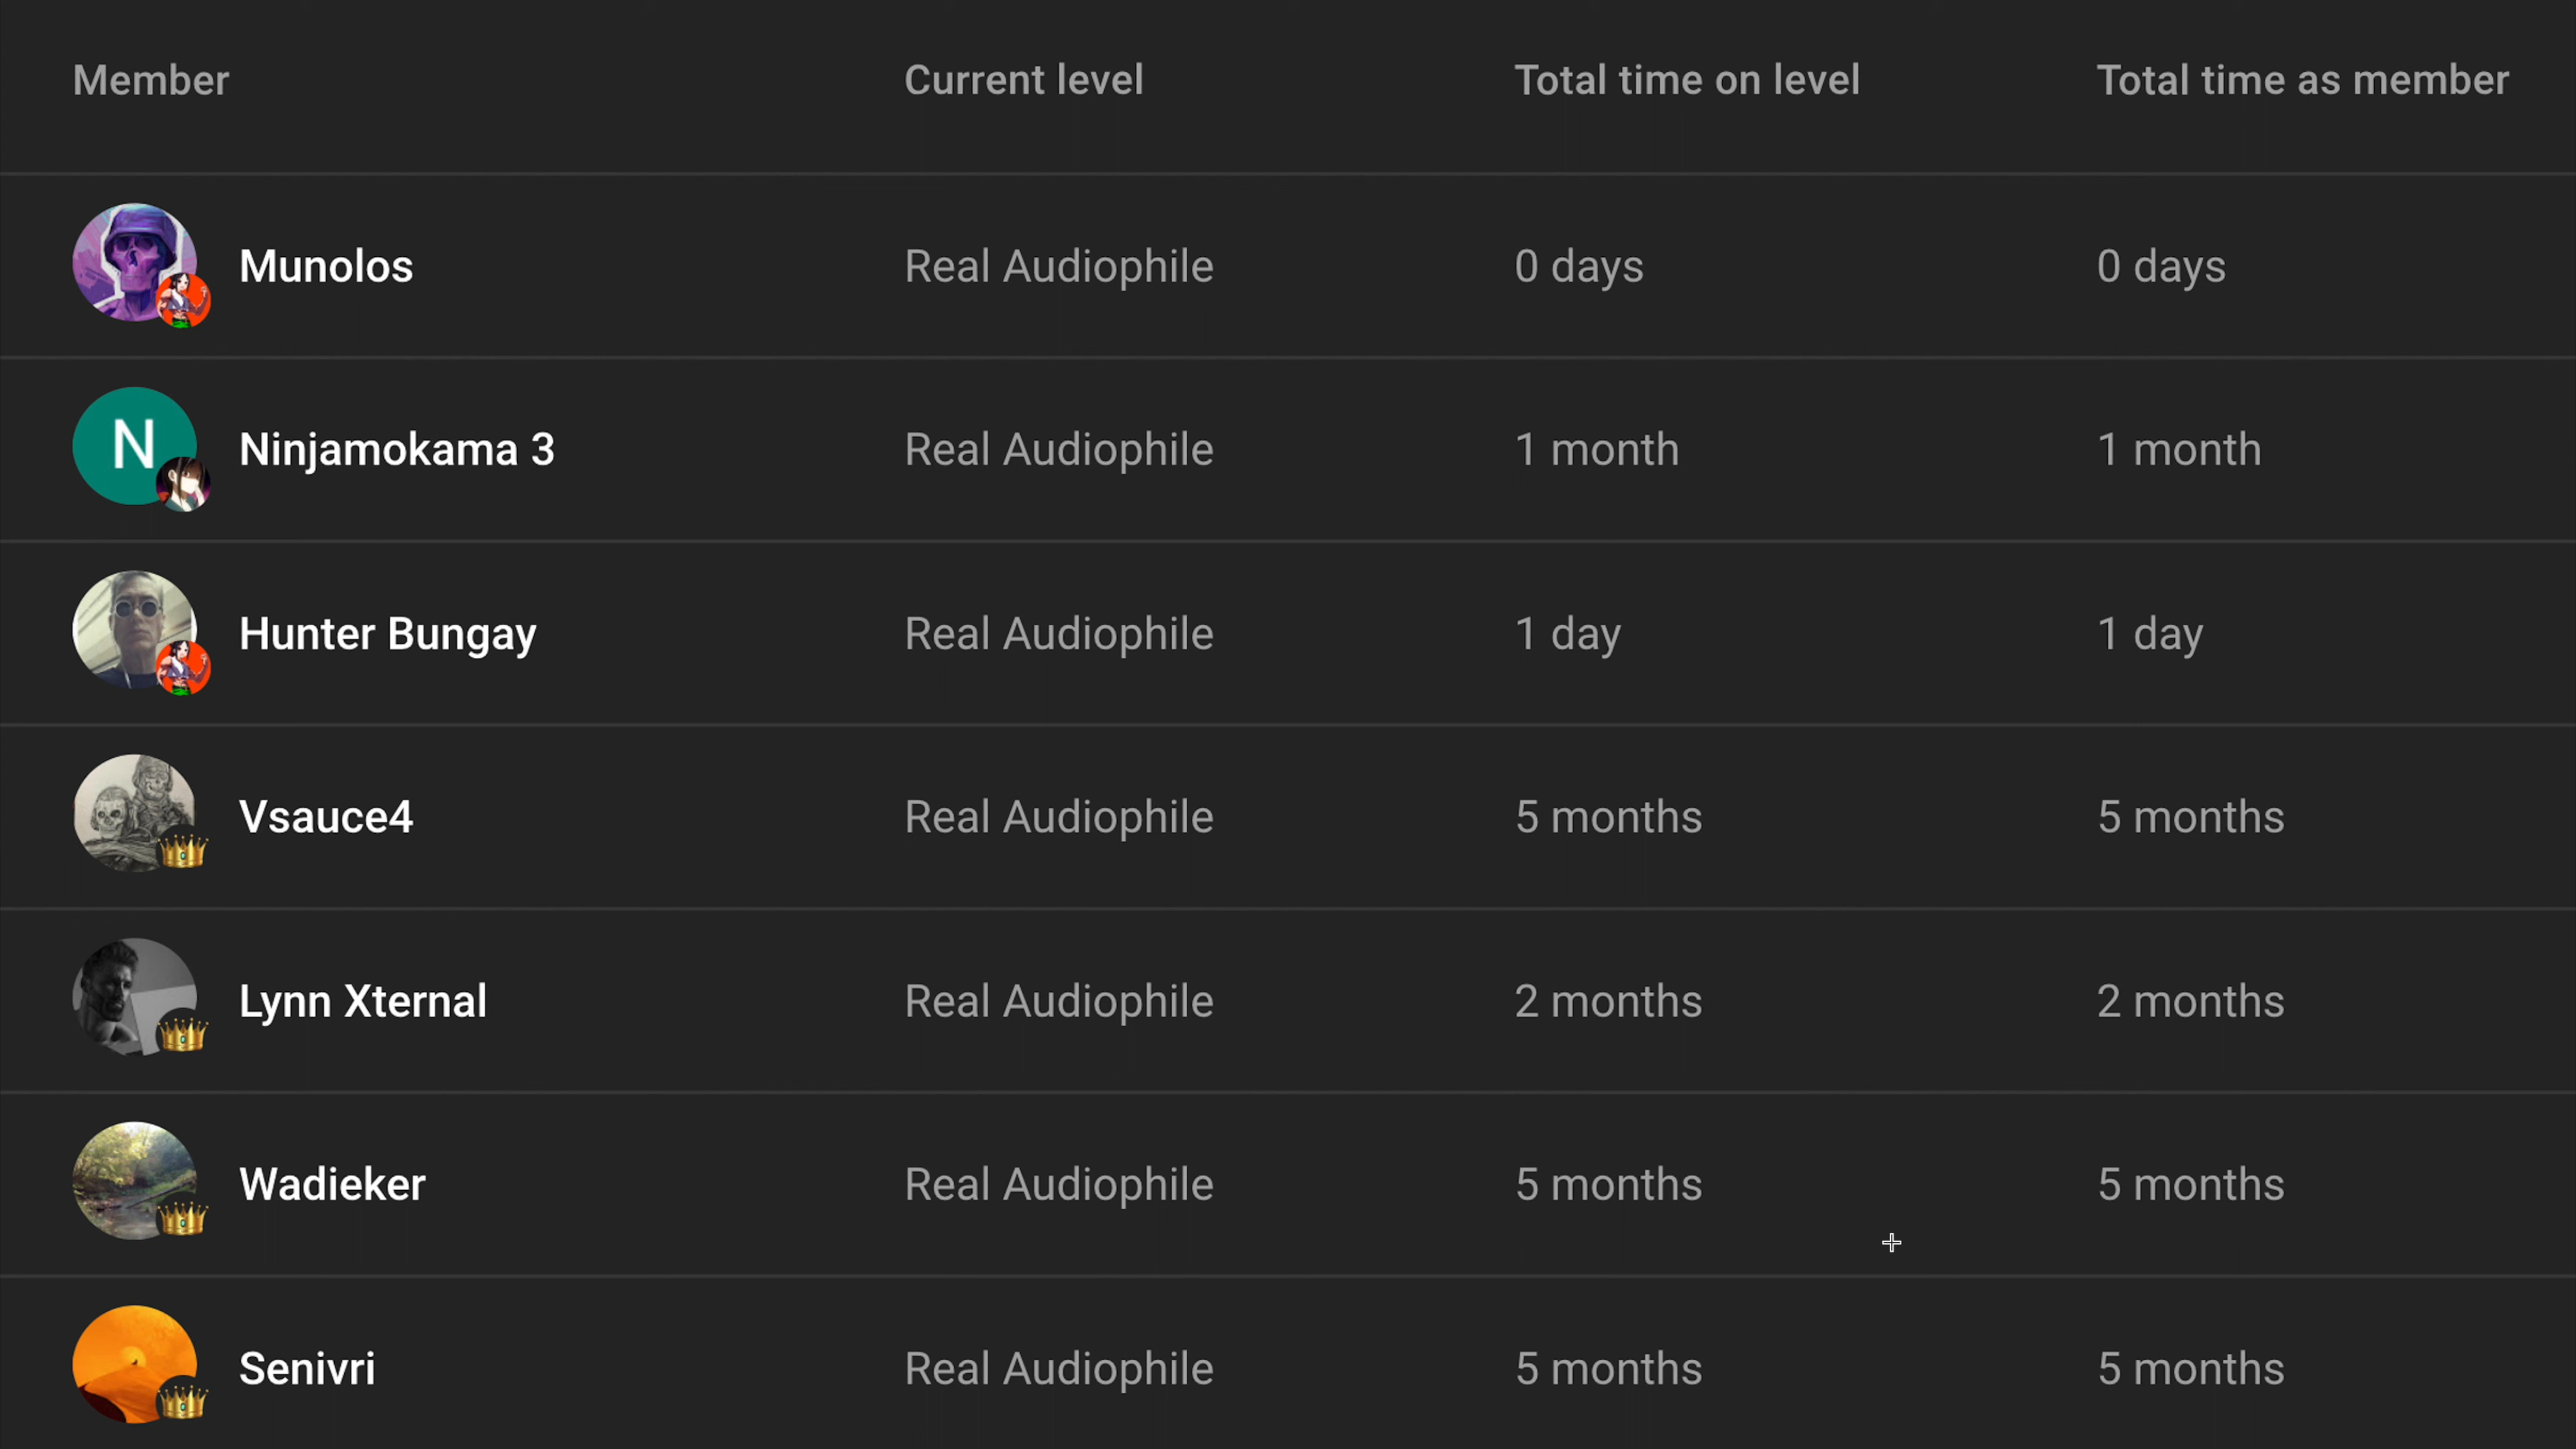 Member Current level Total time on level Total time as member
Munolos Real Audiophile 0 days 0 days
N
Ninjamokama 3 Real Audiophile 1 month 1 month
Hunter Bungay Real Audiophile 1 day 1 day
Vsauce4 Real Audiophile 5 months 5 months
Lynn Xternal Real Audiophile 2 months 2 months
Wadieker Real Audiophile 5 months 5 months
Senivri Real Audiophile 5 months 5 months